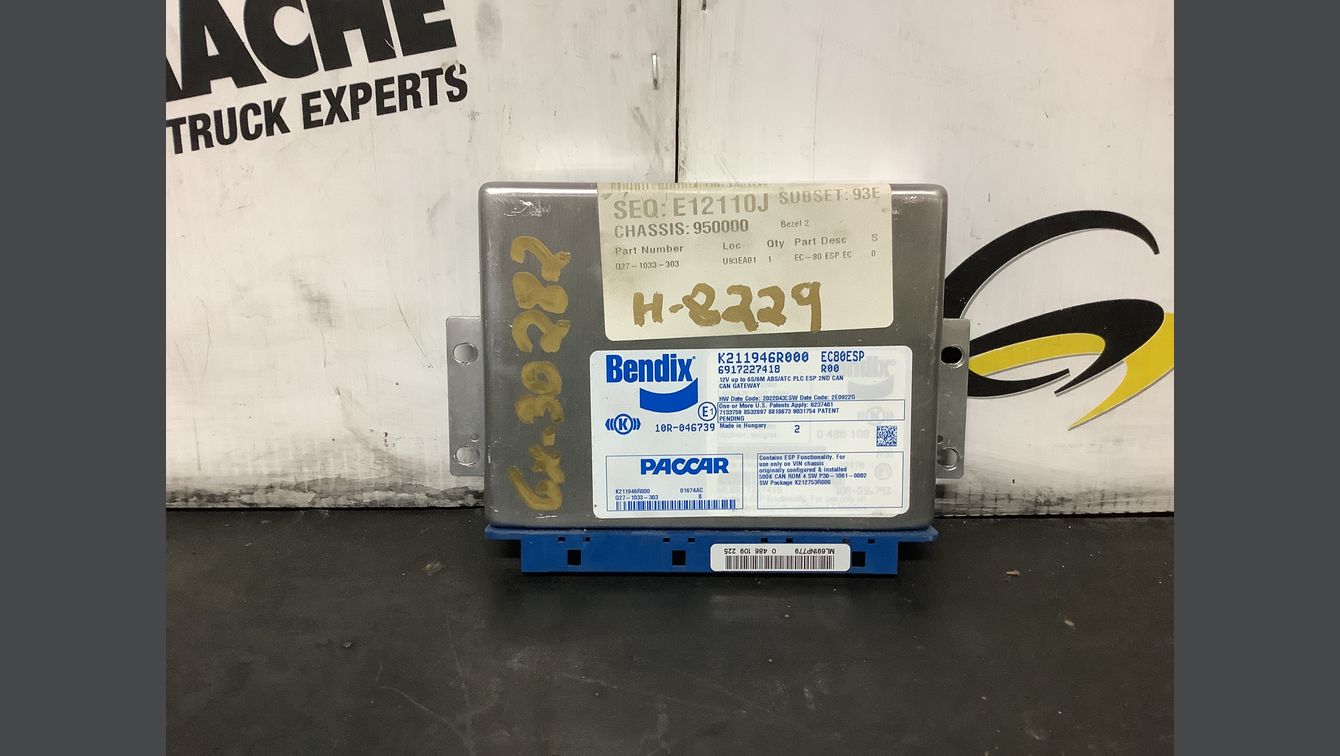 ACHE
TRUCK EXPERTS
SEQ: E12110J SUBSET: 93E
CHASSIS: 950000 Bezel 2
Part Number Loc Qty Part Desc S
Q27-1033-303 U93EA01 1 EC-80 ESP EC 0
H-8229
GX-30282
Bendix K211946R000 EC80ESP
6917227418 R00
12V up to 6S/6M ABS/ATC PLC ESP 2ND CAN
CAN GATEWAY
HW Date Code: 2022D43CSW Date Code: 2E0922G
One or More U.S. Patents Apply: 6237401
7133759 8532897 8818673 9031754 PATENT
PENDING
E1
K 10R-046739
Made in Hungary 2
PACCAR
K211946R000 01674AC
Q27-1033-303 8
Contains ESP Functionality. For
use only on VIN chassis
originally configured & installed
500K CAN ROM 4 SW P30-1061-0002
SW Package K212753R000
ML691NP779 0 486 109 225